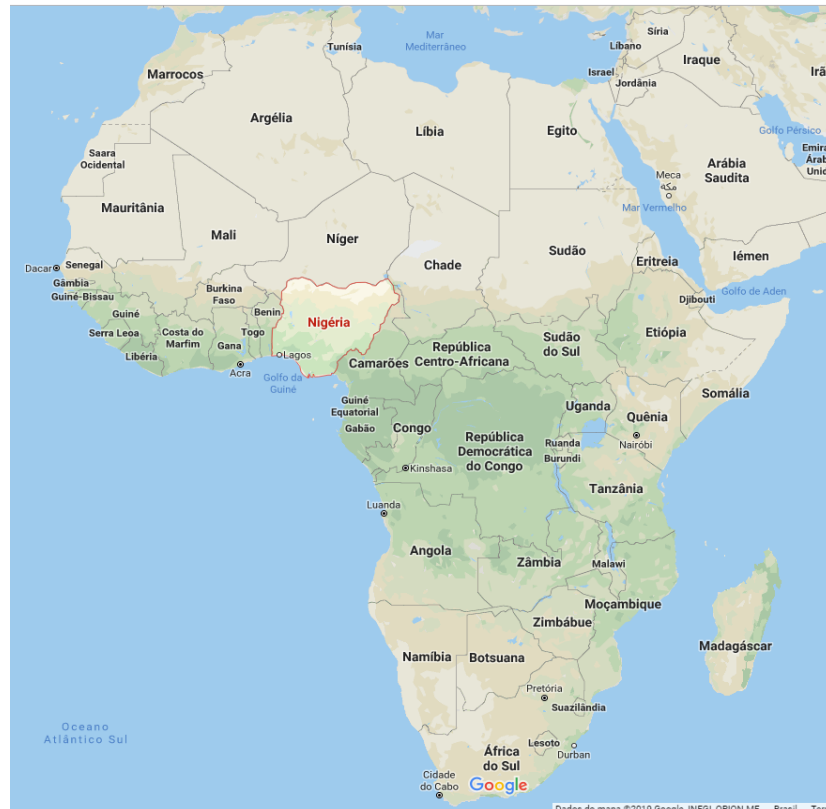 Mar
Mediterrâneo
Tunísia
Síria
Líbano
Iraque
Israel
Jordânia
Marrocos
Argélia
Líbia
Egito
Golfo Pérsico
Saara
Ocidental
Arábia
Saudita
Meca
مكة
Mauritânia
Mar Vermelho
Mali
Níger
Chade
Sudão
Eritreia
Iémen
Dacar
Senegal
Gâmbia
Guiné-Bissau
Burkina
Faso
Benin
Nigéria
Djibouti
Golfo de Aden
Guiné
Serra Leoa
Costa do
Marfim
Togo
Gana
Libéria
Lagos
Acra
Golfo da
Guiné
Camarões
República
Centro-Africana
Sudão
do Sul
Etiópia
Somália
Guiné
Equatorial
Gabão
Congo
Uganda
Quênia
Nairóbi
República
Democrática
do Congo
Ruanda
Burundi
Kinshasa
Tanzânia
Luanda
Angola
Zâmbia
Malawi
Moçambique
Zimbábue
Madagáscar
Namíbia
Botsuana
Pretória
Suazilândia
Oceano
Atlântico Sul
Lesoto
Durban
África
do Sul
Cidade
do Cabo
Google